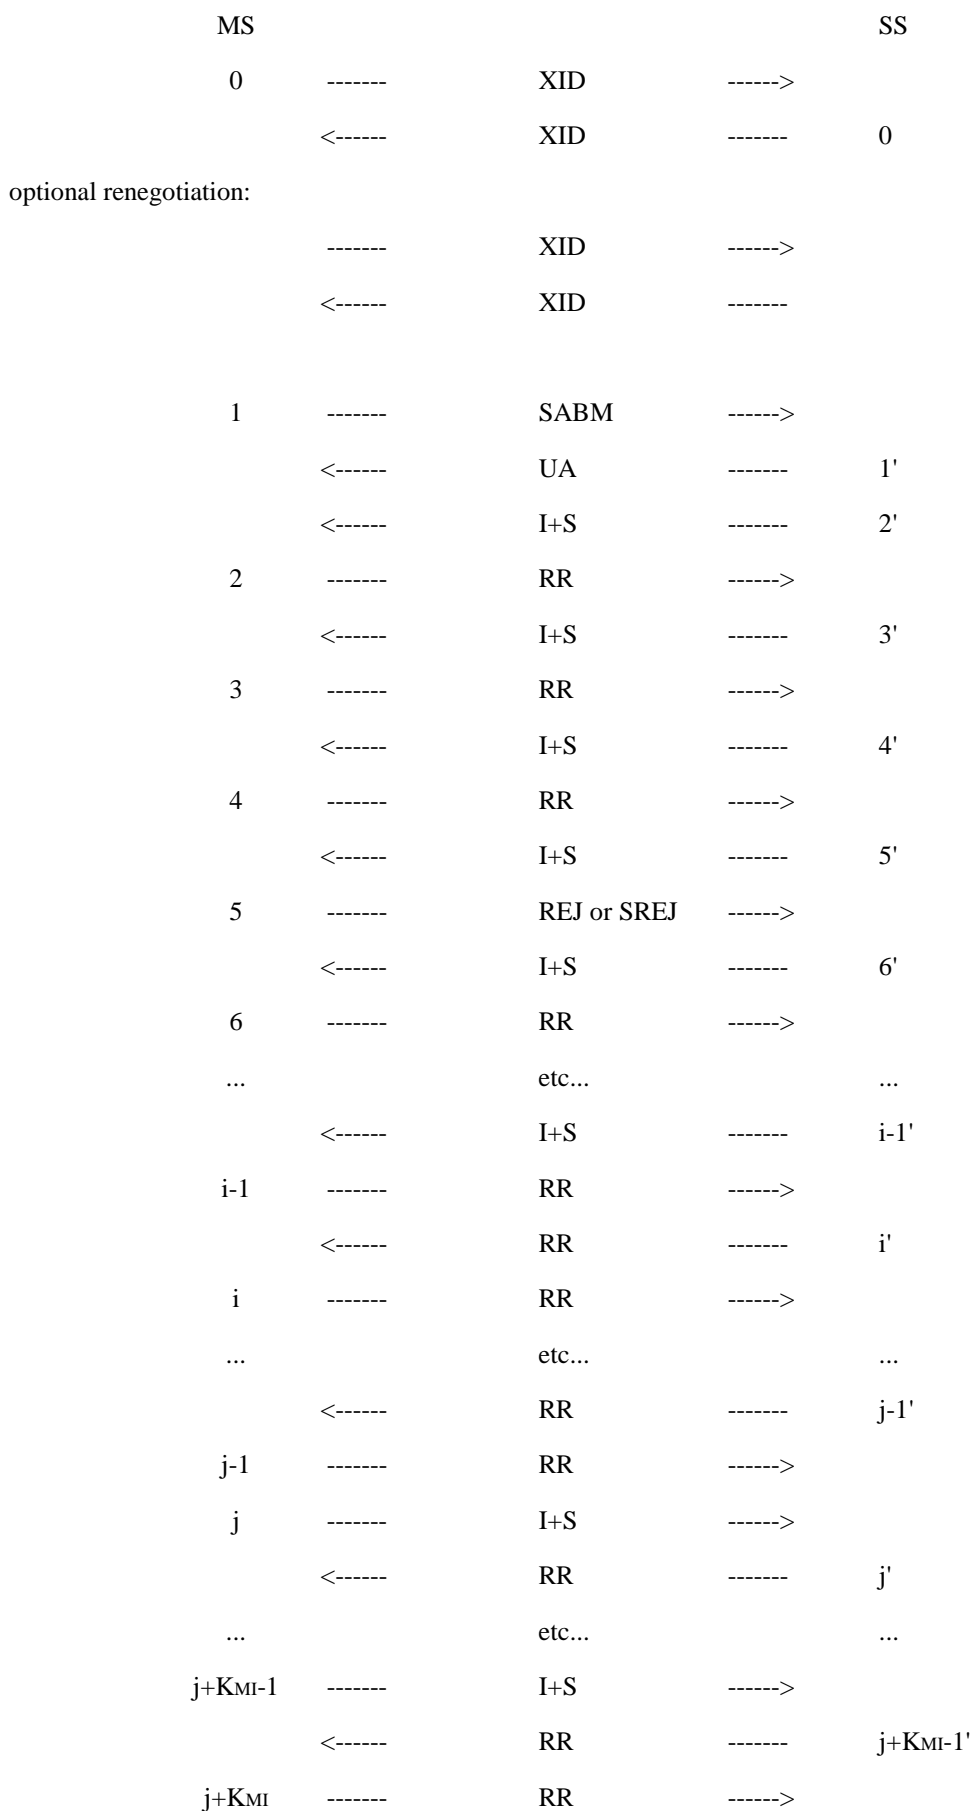 MS SS
0 ------- XID ------>
<------ XID ------- 0
optional renegotiation:
------- XID ------>
<------ XID -------
1 ------- SABM ------>
<------ UA ------- 1'
<------ I+S ------- 2'
2 ------- RR ------>
<------ I+S ------- 3'
3 ------- RR ------>
<------ I+S ------- 4'
4 ------- RR ------>
<------ I+S ------- 5'
5 ------- REJ or SREJ ------>
<------ I+S ------- 6'
6 ------- RR ------>
... etc... ...
<------ I+S ------- i-1'
i-1 ------- RR ------>
<------ RR ------- i'
i ------- RR ------>
... etc... ...
<------ RR ------- j-1'
j-1 ------- RR ------>
j ------- I+S ------>
<------ RR ------- j'
... etc... ...
j+KMI-1 ------- I+S ------>
<------ RR ------- j+KMI-1'
j+KMI ------- RR ------>